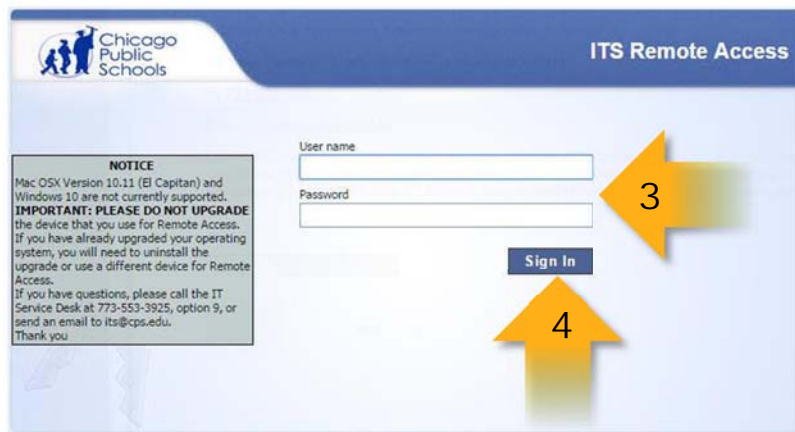 Chicago
Public
Schools
ITS Remote Access
User name
Password
3
Sign In
4
NOTICE
Mac OSX Version 10.11 (El Capitan) and
Windows 10 are not currently supported.
IMPORTANT: PLEASE DO NOT UPGRADE
the device that you use for Remote Access.
If you have already upgraded your operating
system, you will need to uninstall the
upgrade or use a different device for Remote
Access.
If you have questions, please call the IT
Service Desk at 773-553-3925, option 9, or
send an email to its@cps.edu.
Thank you